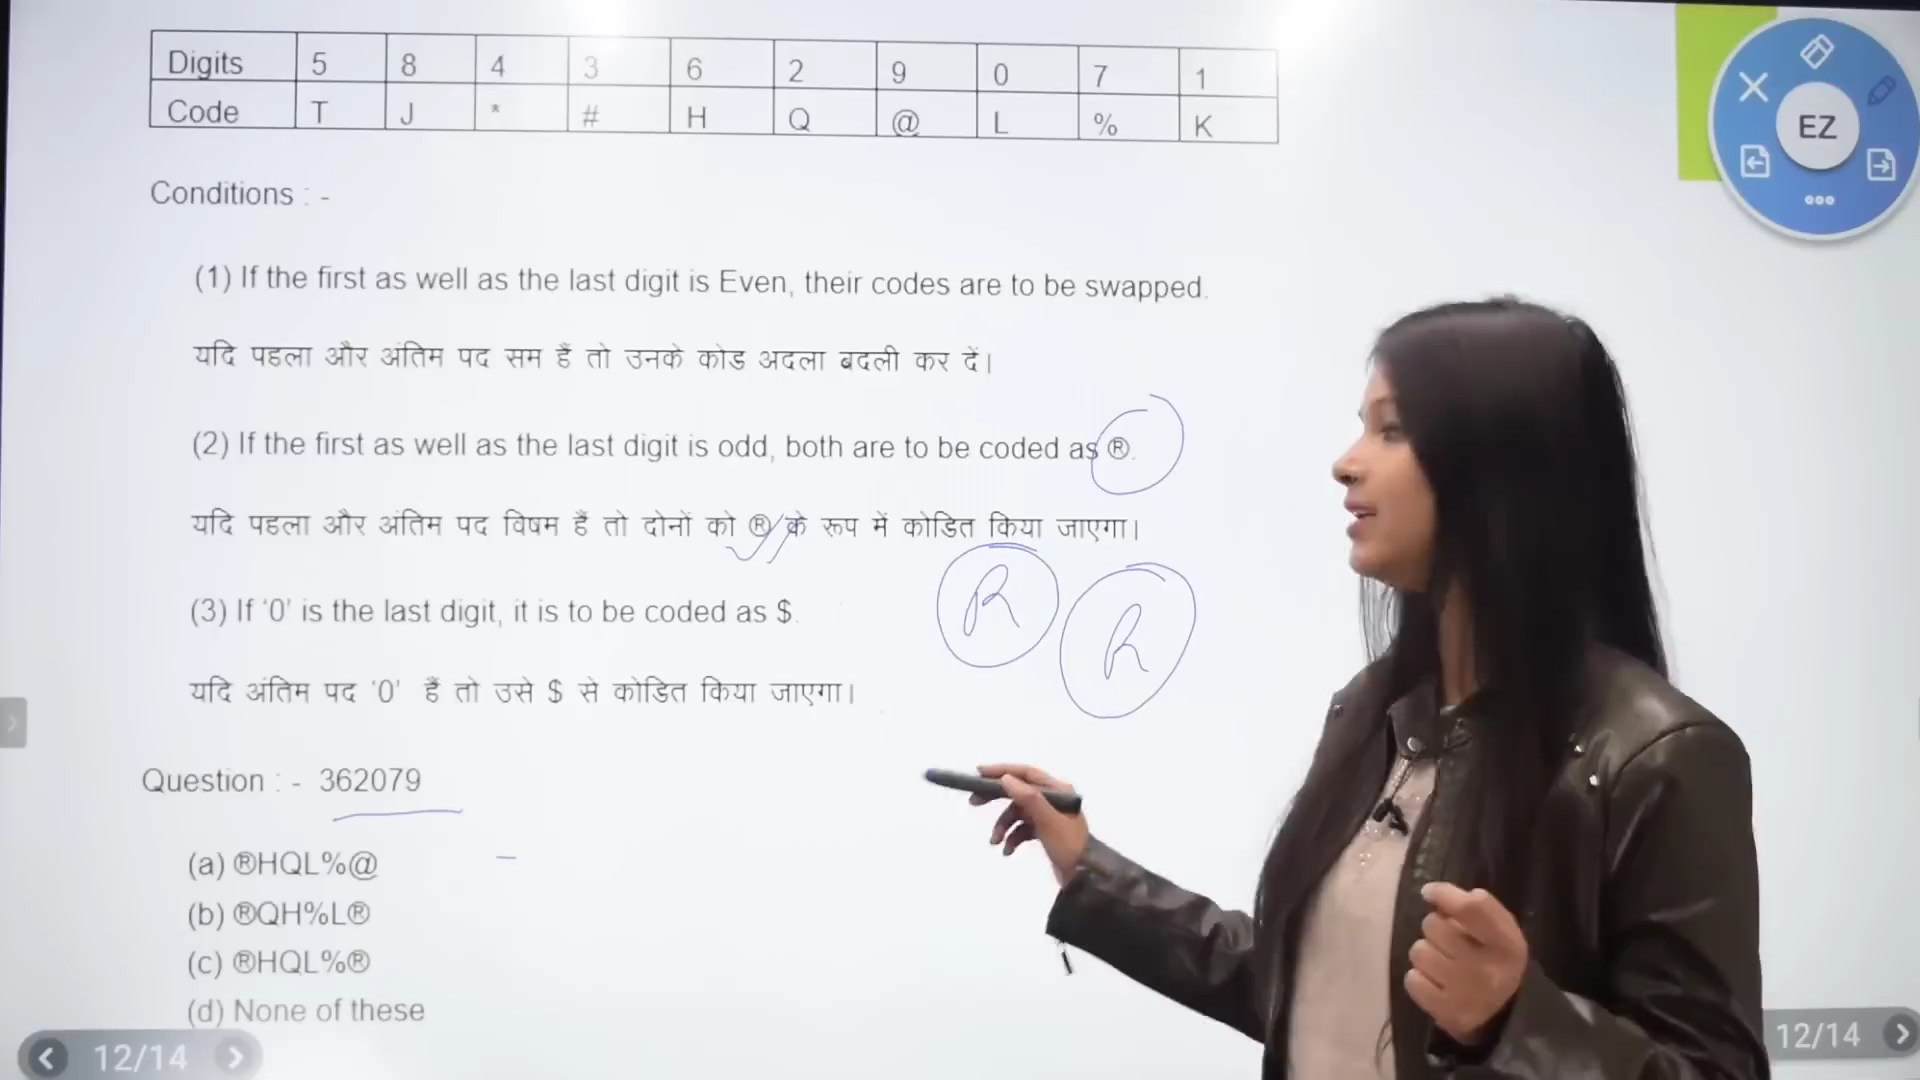 Digits 5 8 4 3 6 2 9 0 7 1
Code T J * # H Q @ L % K
EZ
Conditions : -
(1) If the first as well as the last digit is Even, their codes are to be swapped.
यदि पहला और अंतिम पद सम हैं तो उनके कोड अदला बदली कर दें।
(2) If the first as well as the last digit is odd, both are to be coded as ®.
यदि पहला और अंतिम पद विषम हैं तो दोनों को ® के रूप में कोडित किया जाएगा।
R R
(3) If ‘0’ is the last digit, it is to be coded as $.
यदि अंतिम पद ‘0’ हैं तो उसे $ से कोडित किया जाएगा।
Question : - 362079
(a) ®HQL%@
(b) ®QH%L®
(c) ®HQL%®
(d) None of these
12/14
12/14